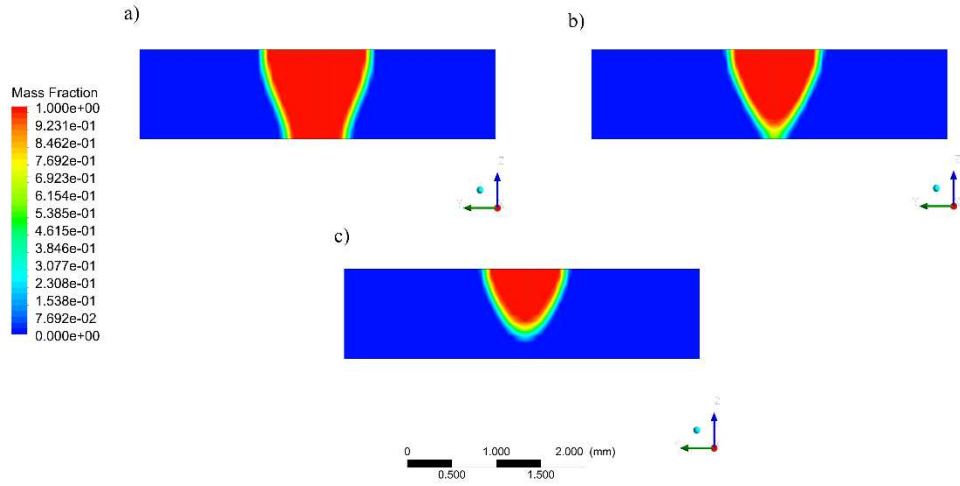 a)
b)
Mass Fraction
1.000e+00
9.231e-01
8.462e-01
7.692e-01
6.923e-01
6.154e-01
5.385e-01
4.615e-01
3.846e-01
3.077e-01
2.308e-01
1.538e-01
7.692e-02
0.000e+00
Z
Y
Z
Y
c)
Z
0 1.000 2.000 (mm)
0.500 1.500